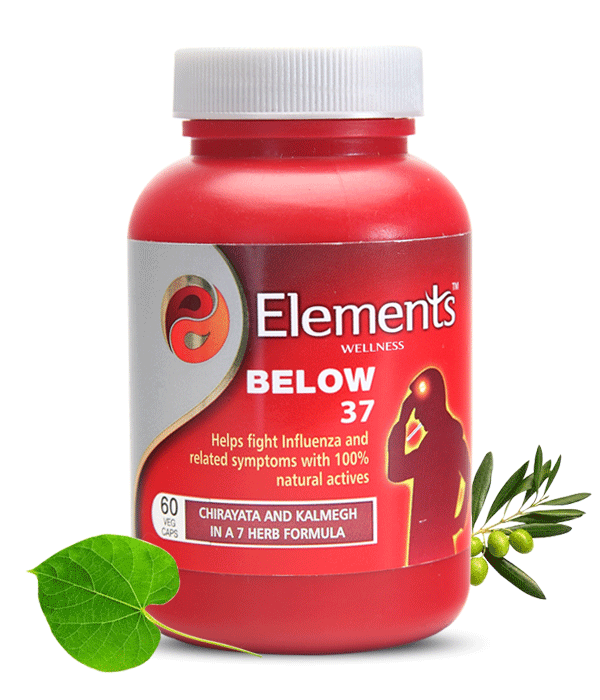 Elements™
WELLNESS
BELOW
37
Helps fight Influenza and
related symptoms with 100%
natural actives
60
VEG
CAPS
CHIRAYATA AND KALMEGH
IN A 7 HERB FORMULA